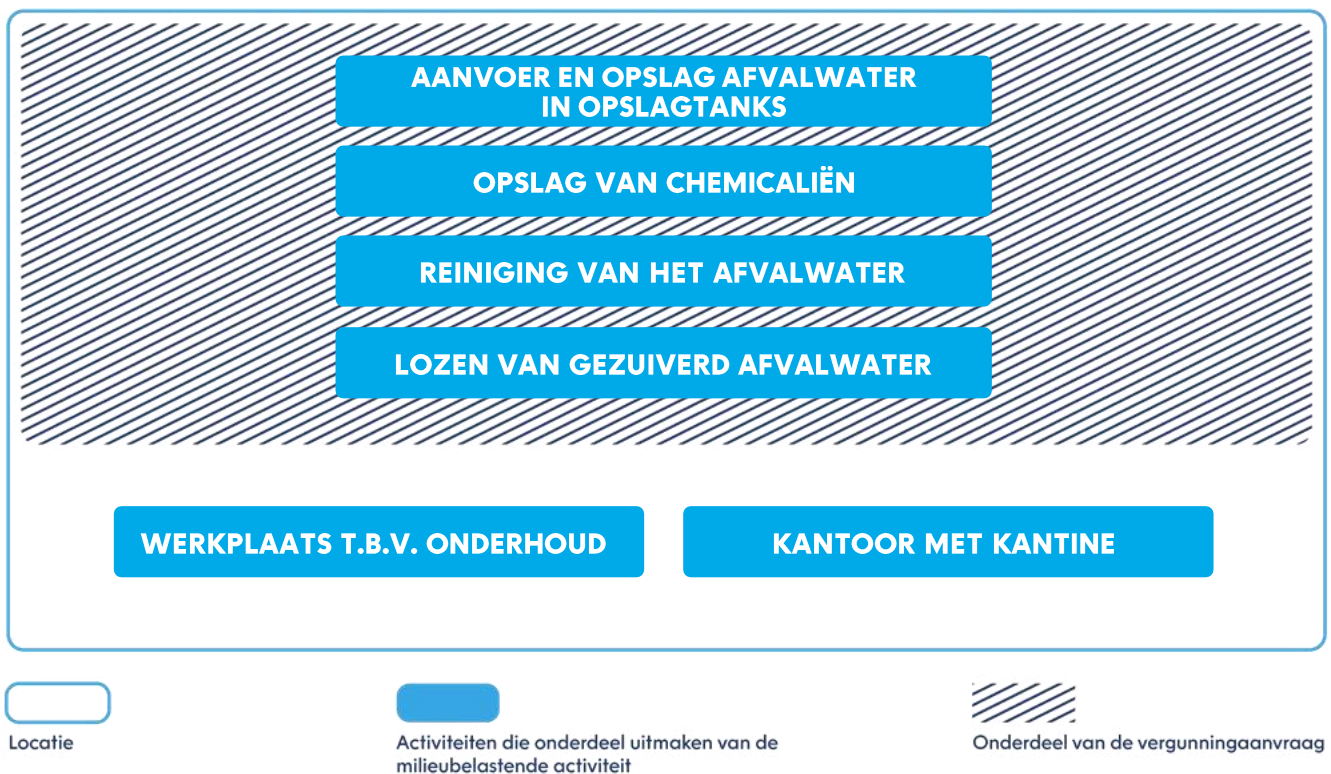 AANVOER EN OPSLAG AFVALWATER
IN OPSLAGTANKS
OPSLAG VAN CHEMICALIËN
REINIGING VAN HET AFVALWATER
LOZEN VAN GEZUIVERD AFVALWATER
WERKPLAATS T.B.V. ONDERHOUD
KANTOOR MET KANTINE
Locatie
Activiteiten die onderdeel uitmaken van de
milieubelastende activiteit
Onderdeel van de vergunningaanvraag